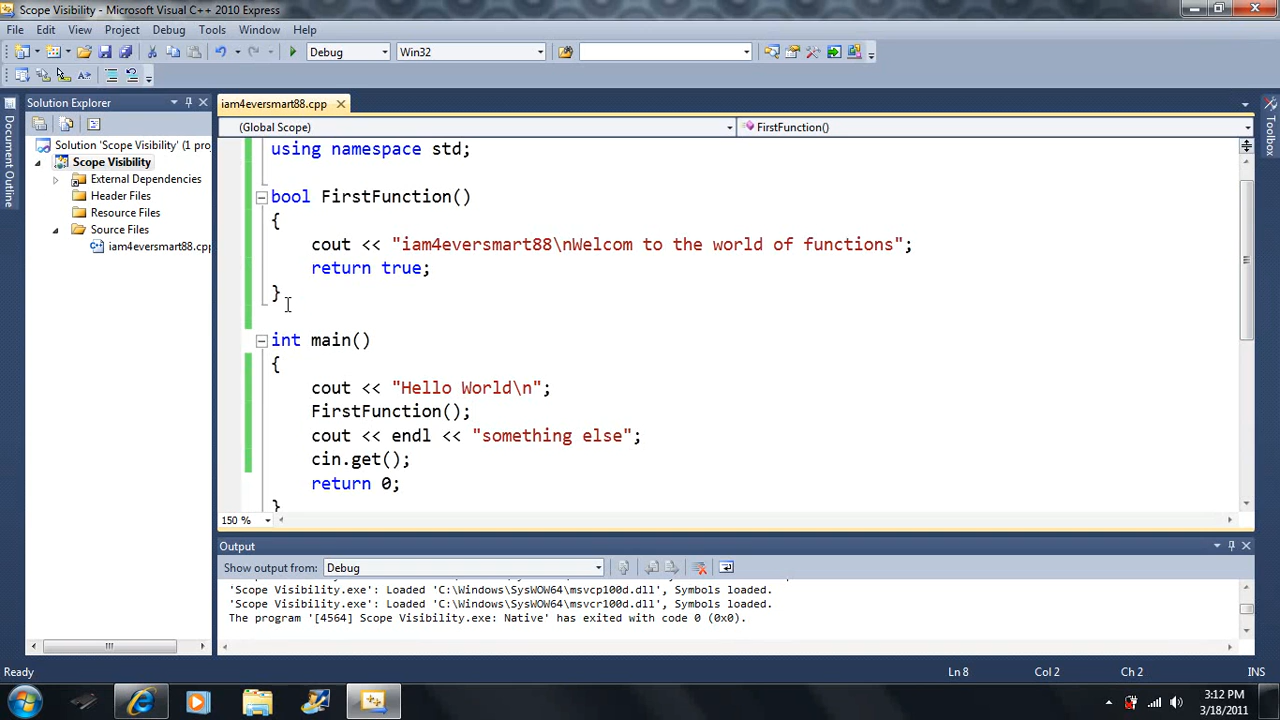 Scope Visibility - Microsoft Visual C++ 2010 Express
File Edit View Project Debug Tools Window Help
Debug Win32
Solution Explorer
iam4eversmart88.cpp
(Global Scope) FirstFunction()
Document Outline
Toolbox
Solution 'Scope Visibility' (1 proj
Scope Visibility
External Dependencies
Header Files
Resource Files
Source Files
iam4eversmart88.cpp
using namespace std;
bool FirstFunction()
{
cout << "iam4eversmart88\nWelcom to the world of functions";
return true;
}
int main()
{
cout << "Hello World\n";
FirstFunction();
cout << endl << "something else";
cin.get();
return 0;
}
150 %
Output
Show output from: Debug
'Scope Visibility.exe': Loaded 'C:\Windows\SysWOW64\msvcp100d.dll', Symbols loaded.
'Scope Visibility.exe': Loaded 'C:\Windows\SysWOW64\msvcr100d.dll', Symbols loaded.
The program '[4564] Scope Visibility.exe: Native' has exited with code 0 (0x0).
Ready Ln 8 Col 2 Ch 2 INS
3:12 PM
3/18/2011